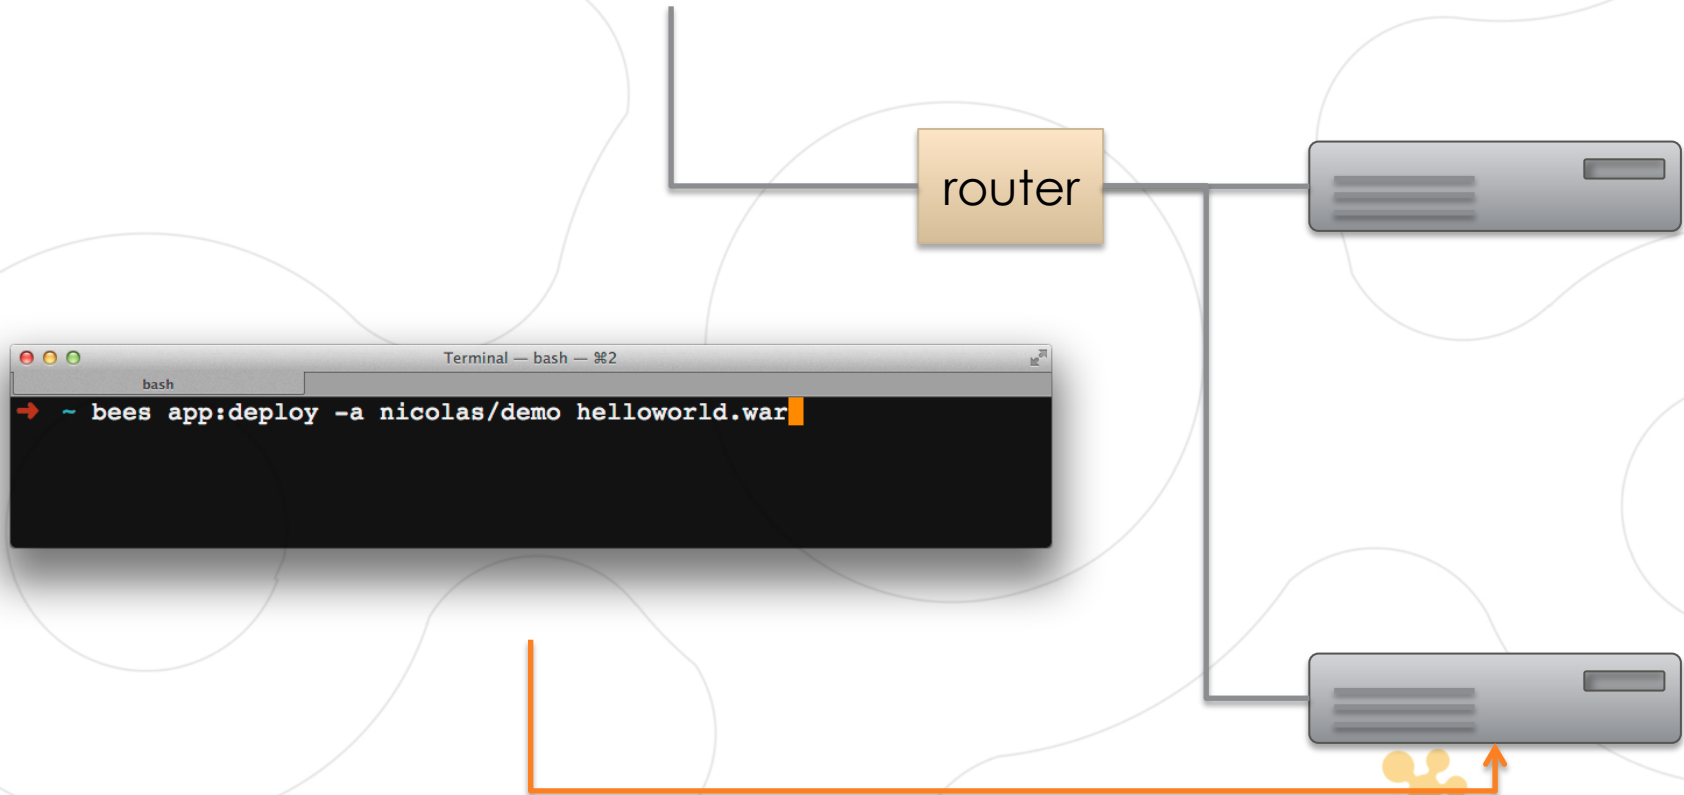 router
Terminal — bash — ⌘2
bash
➜ ~ bees app:deploy -a nicolas/demo helloworld.war